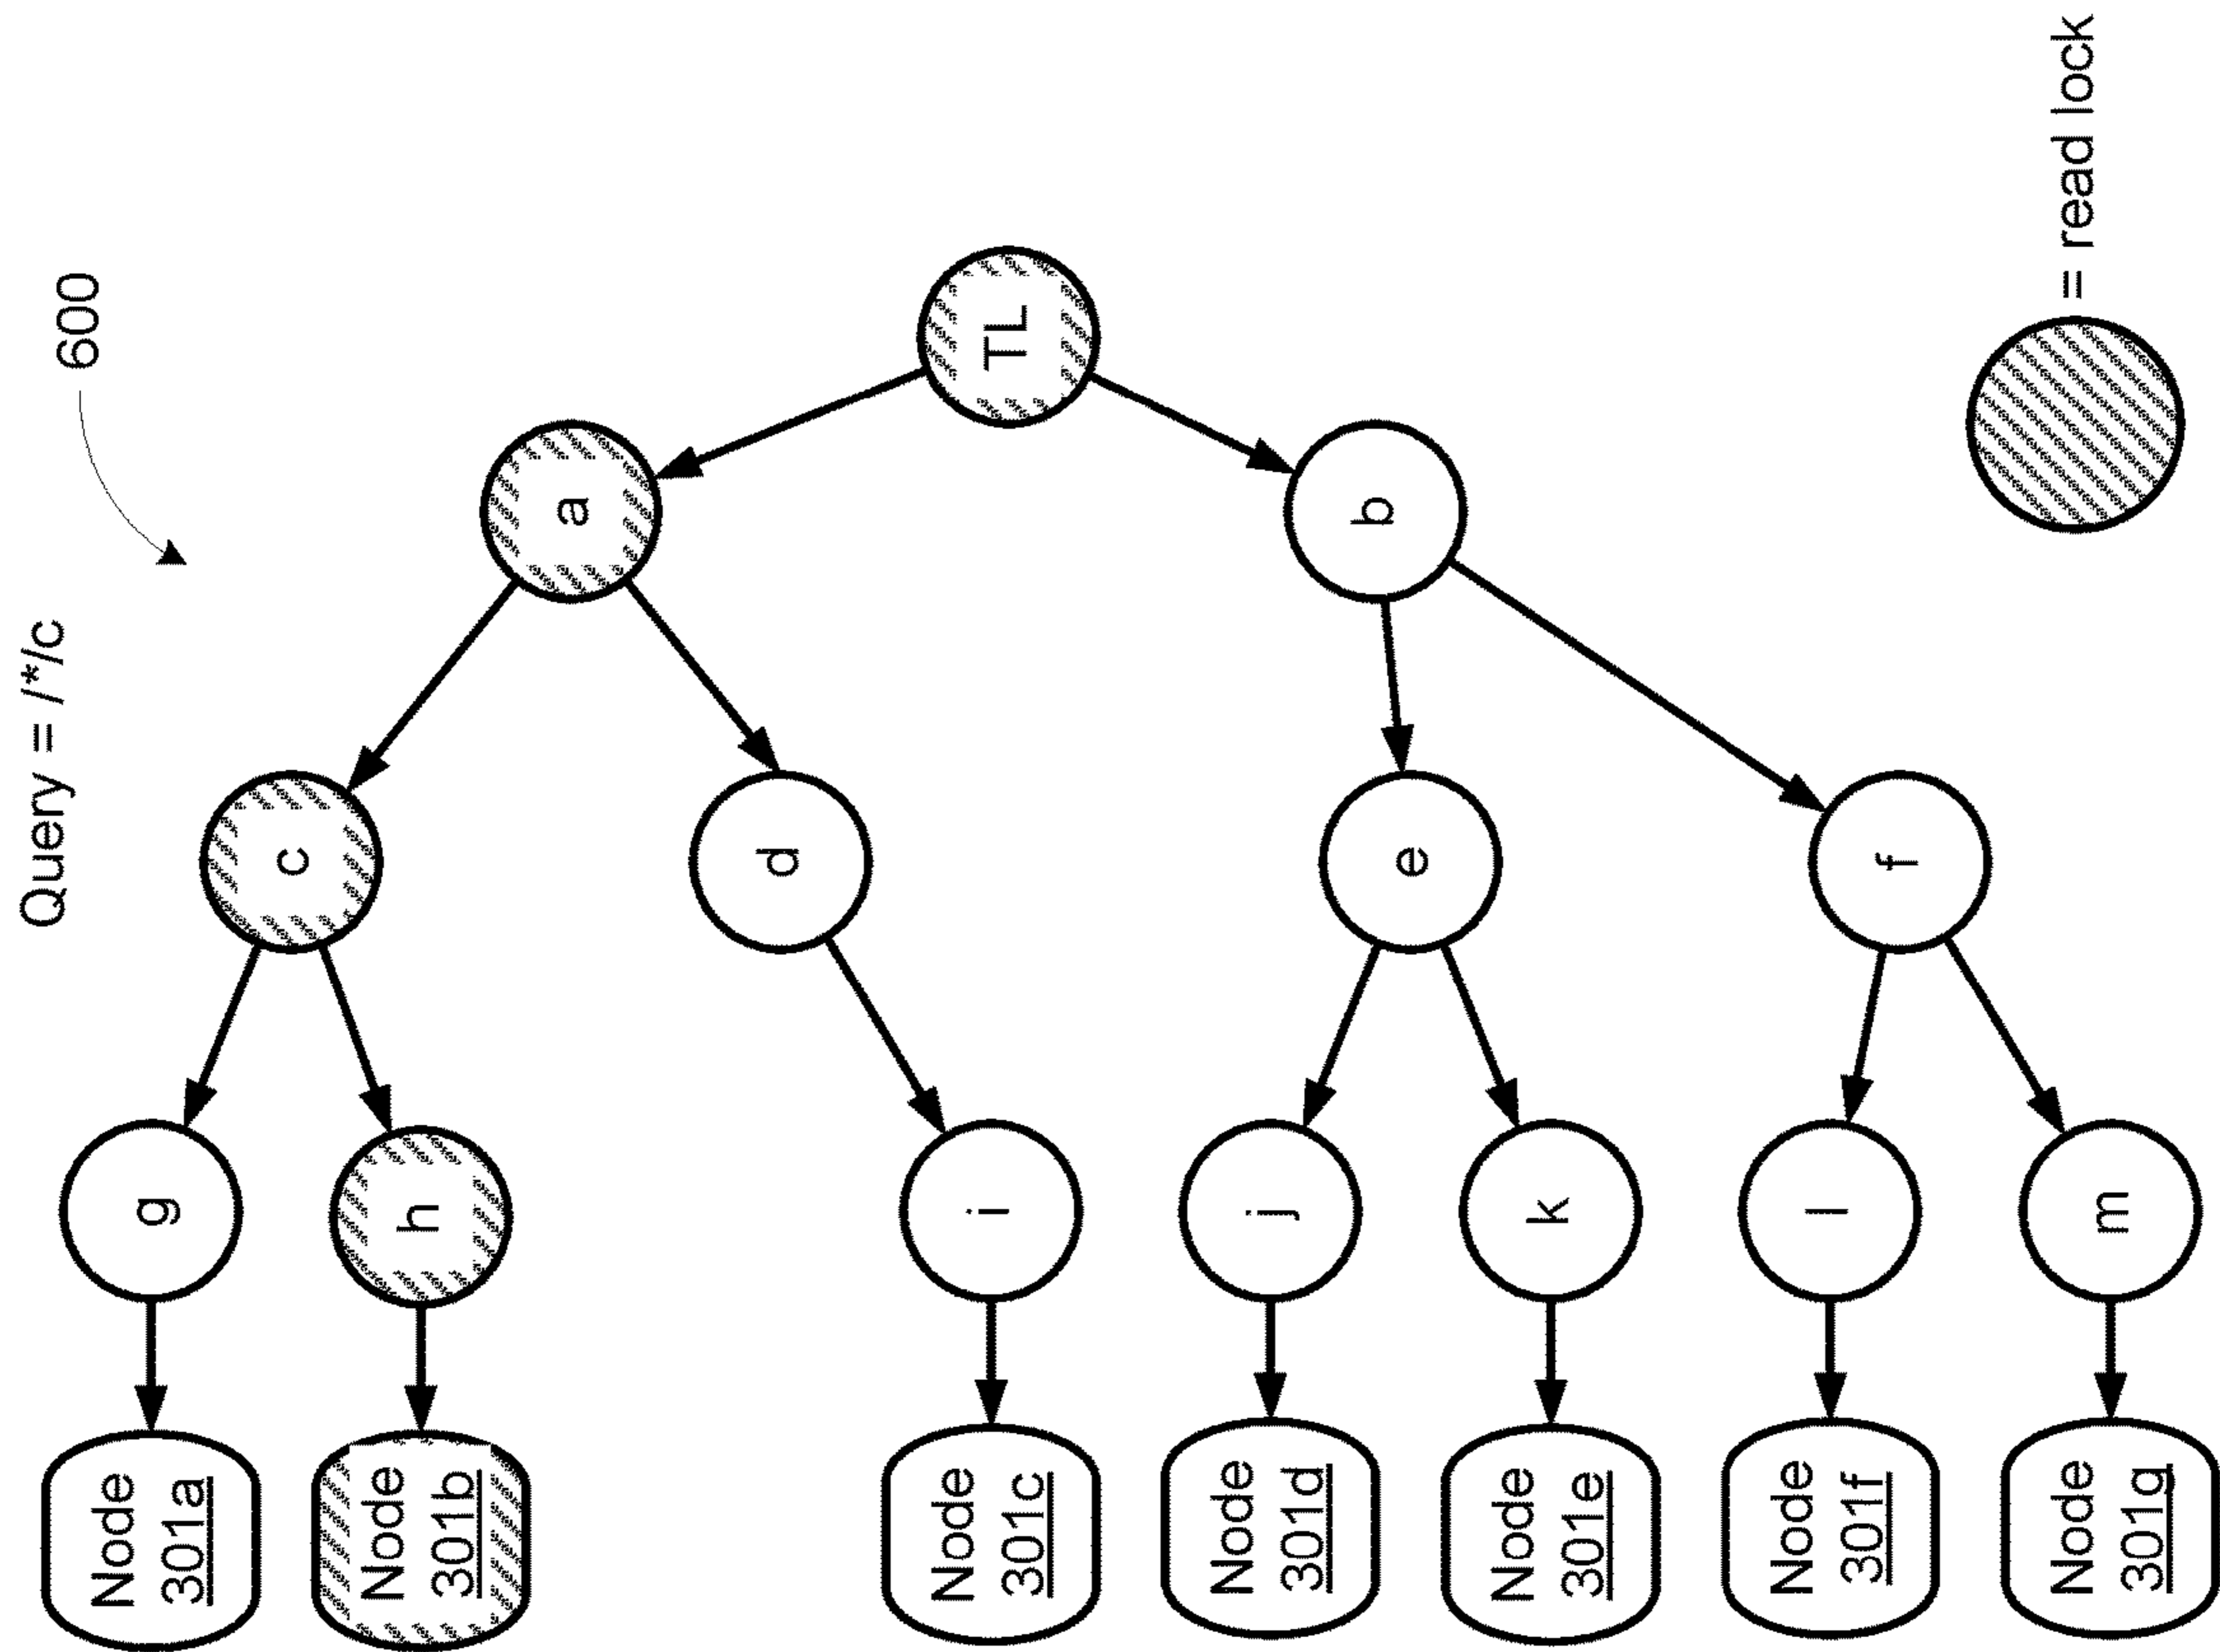 Query = /*/c
600
Node
301a
g
c
Node
301b
h
a
d
Node
301c
i
TL
Node
301d
j
b
e
Node
301e
k
Node
301f
l
f
Node
301g
m
= read lock